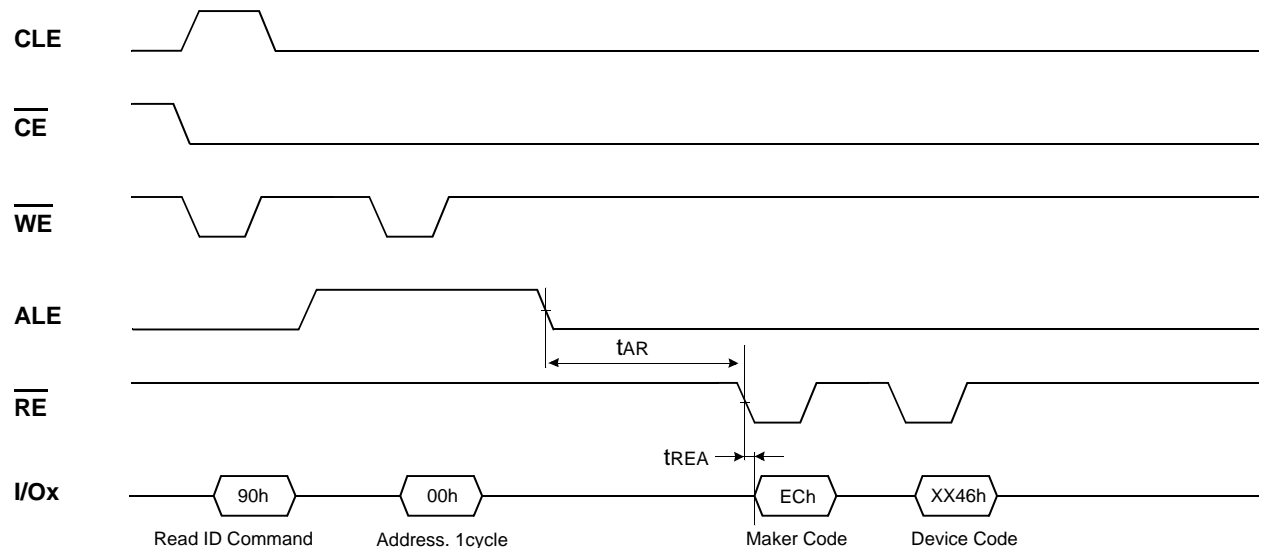 CLE
CE
WE
ALE
tAR
RE
tREA
I/Ox
90h
00h
ECh
XX46h
Read ID Command
Address. 1cycle
Maker Code
Device Code